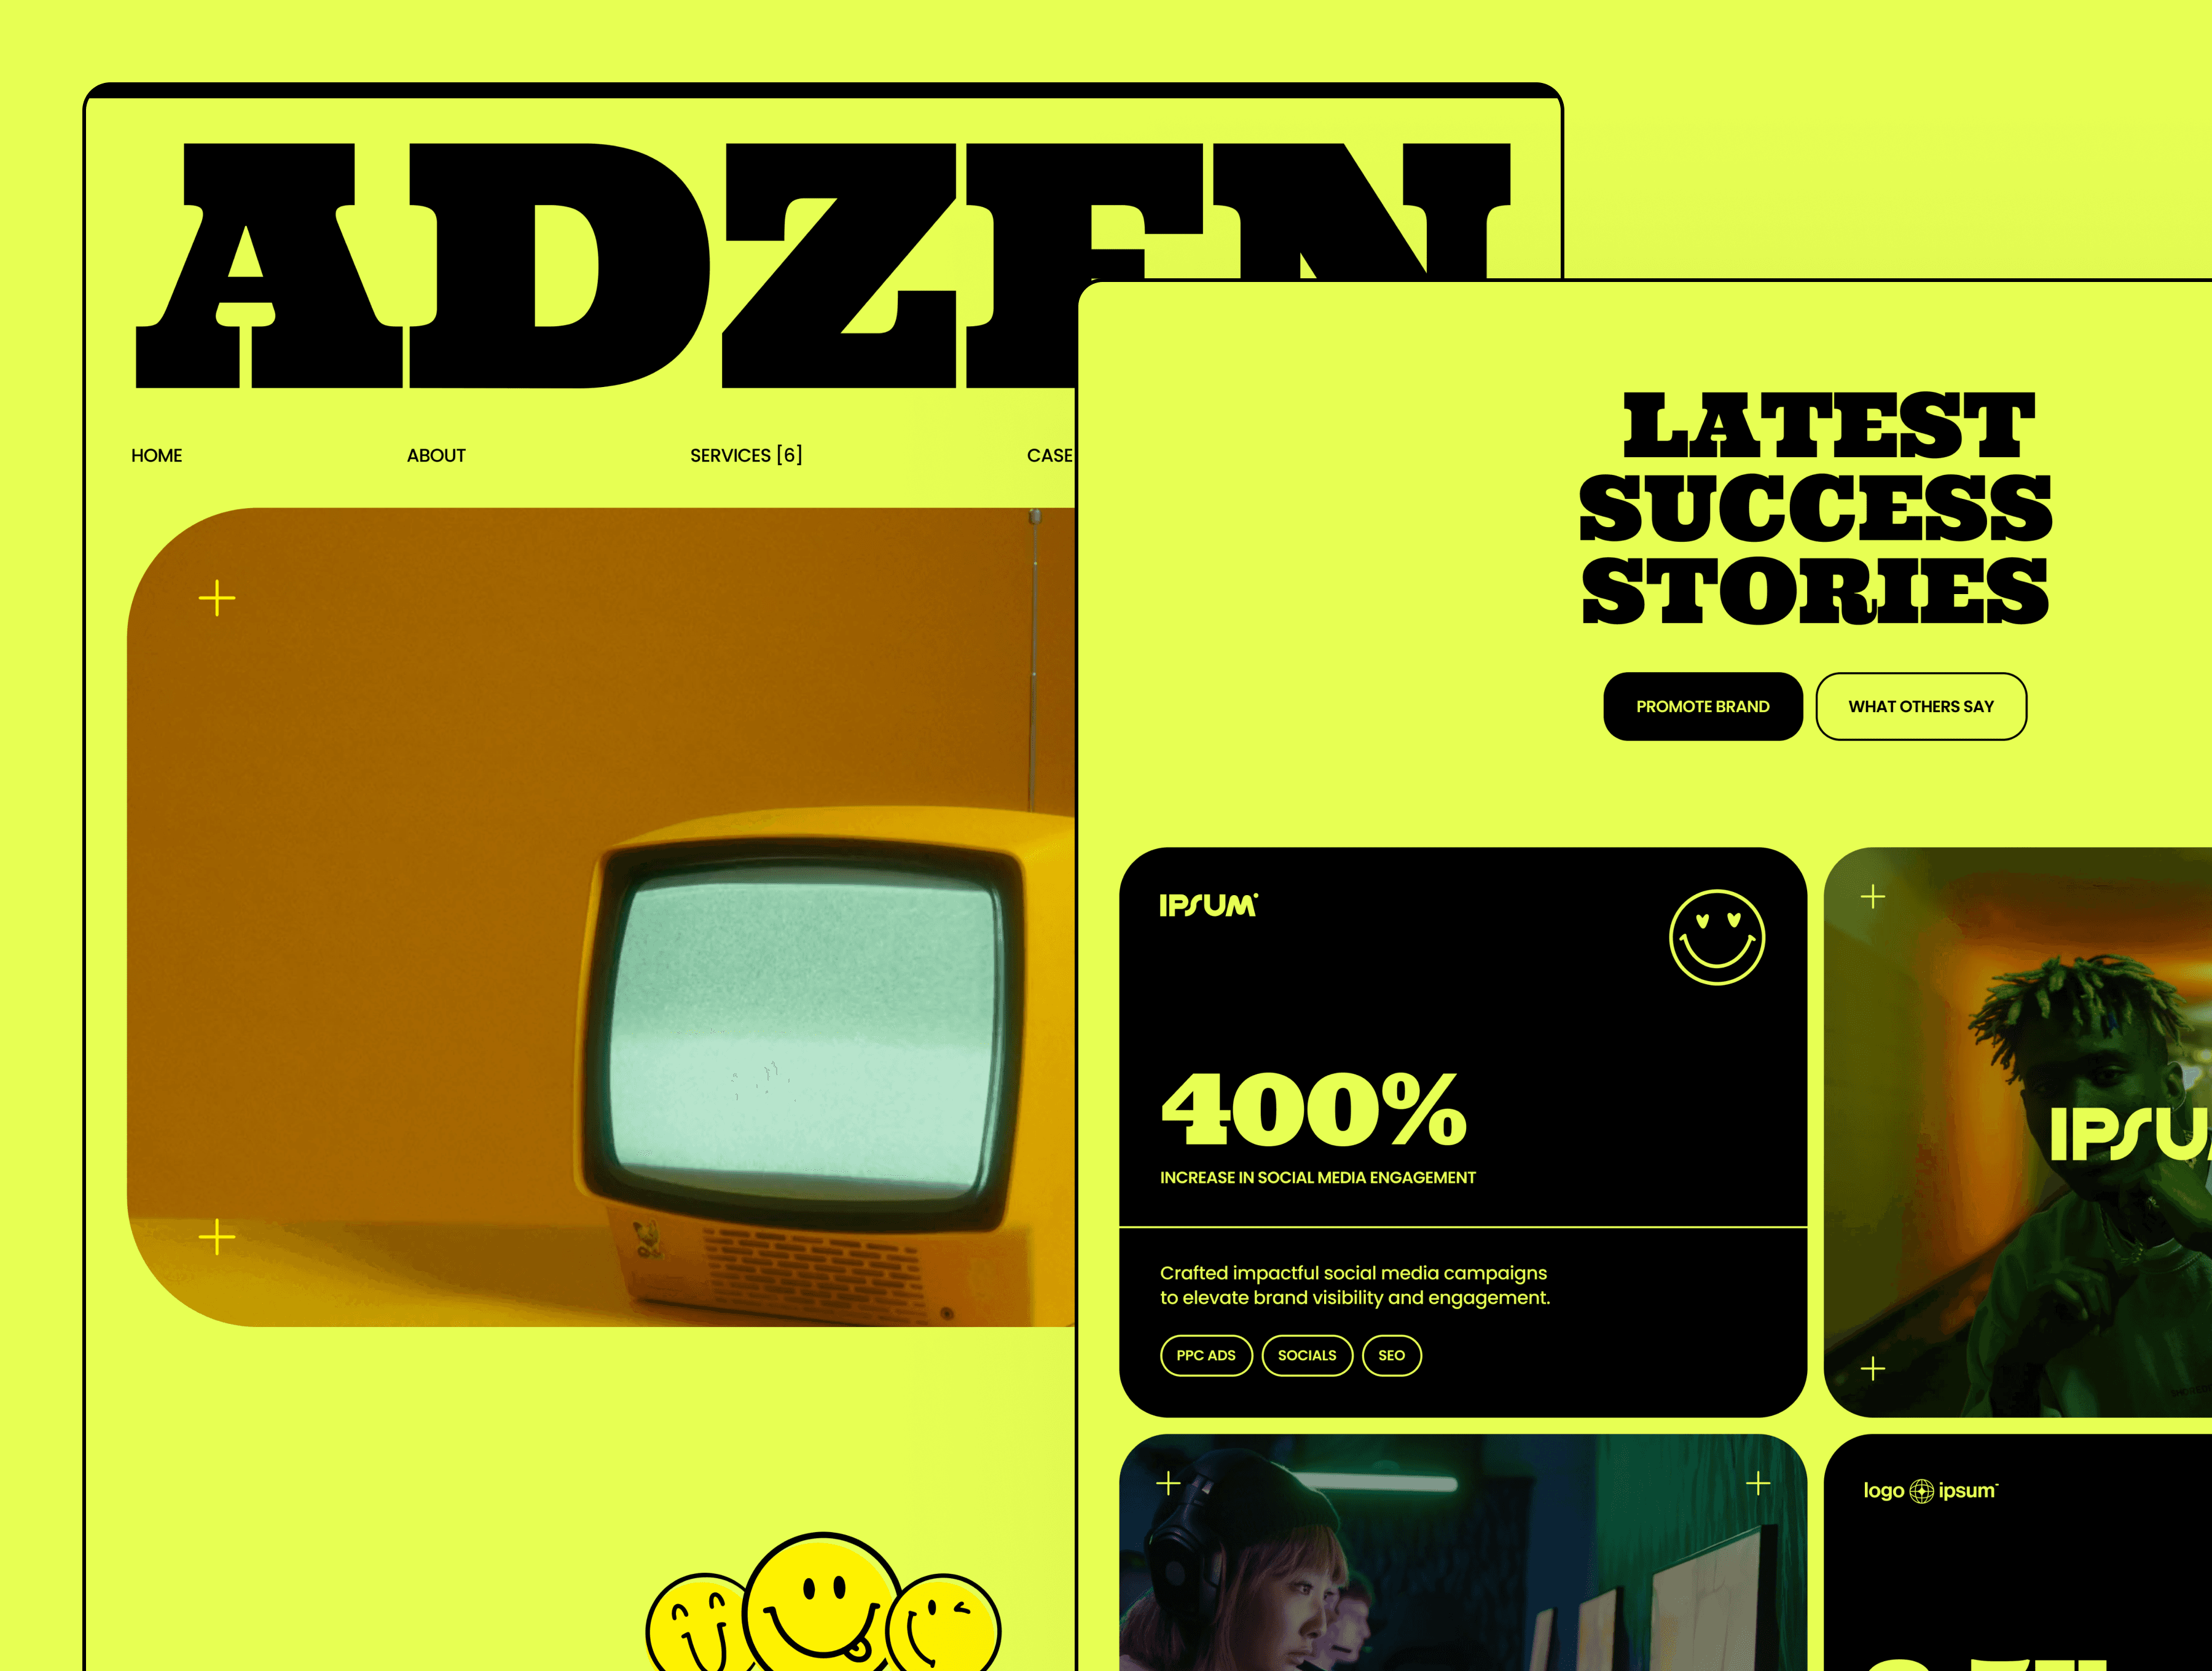 ADZEN
HOME
ABOUT
SERVICES [6]
CASE
LATEST
SUCCESS
STORIES
PROMOTE BRAND
WHAT OTHERS SAY
IPSUM
400%
INCREASE IN SOCIAL MEDIA ENGAGEMENT
Crafted impactful social media campaigns
to elevate brand visibility and engagement.
PPC ADS
SOCIALS
SEO
IPSU
logo ipsum